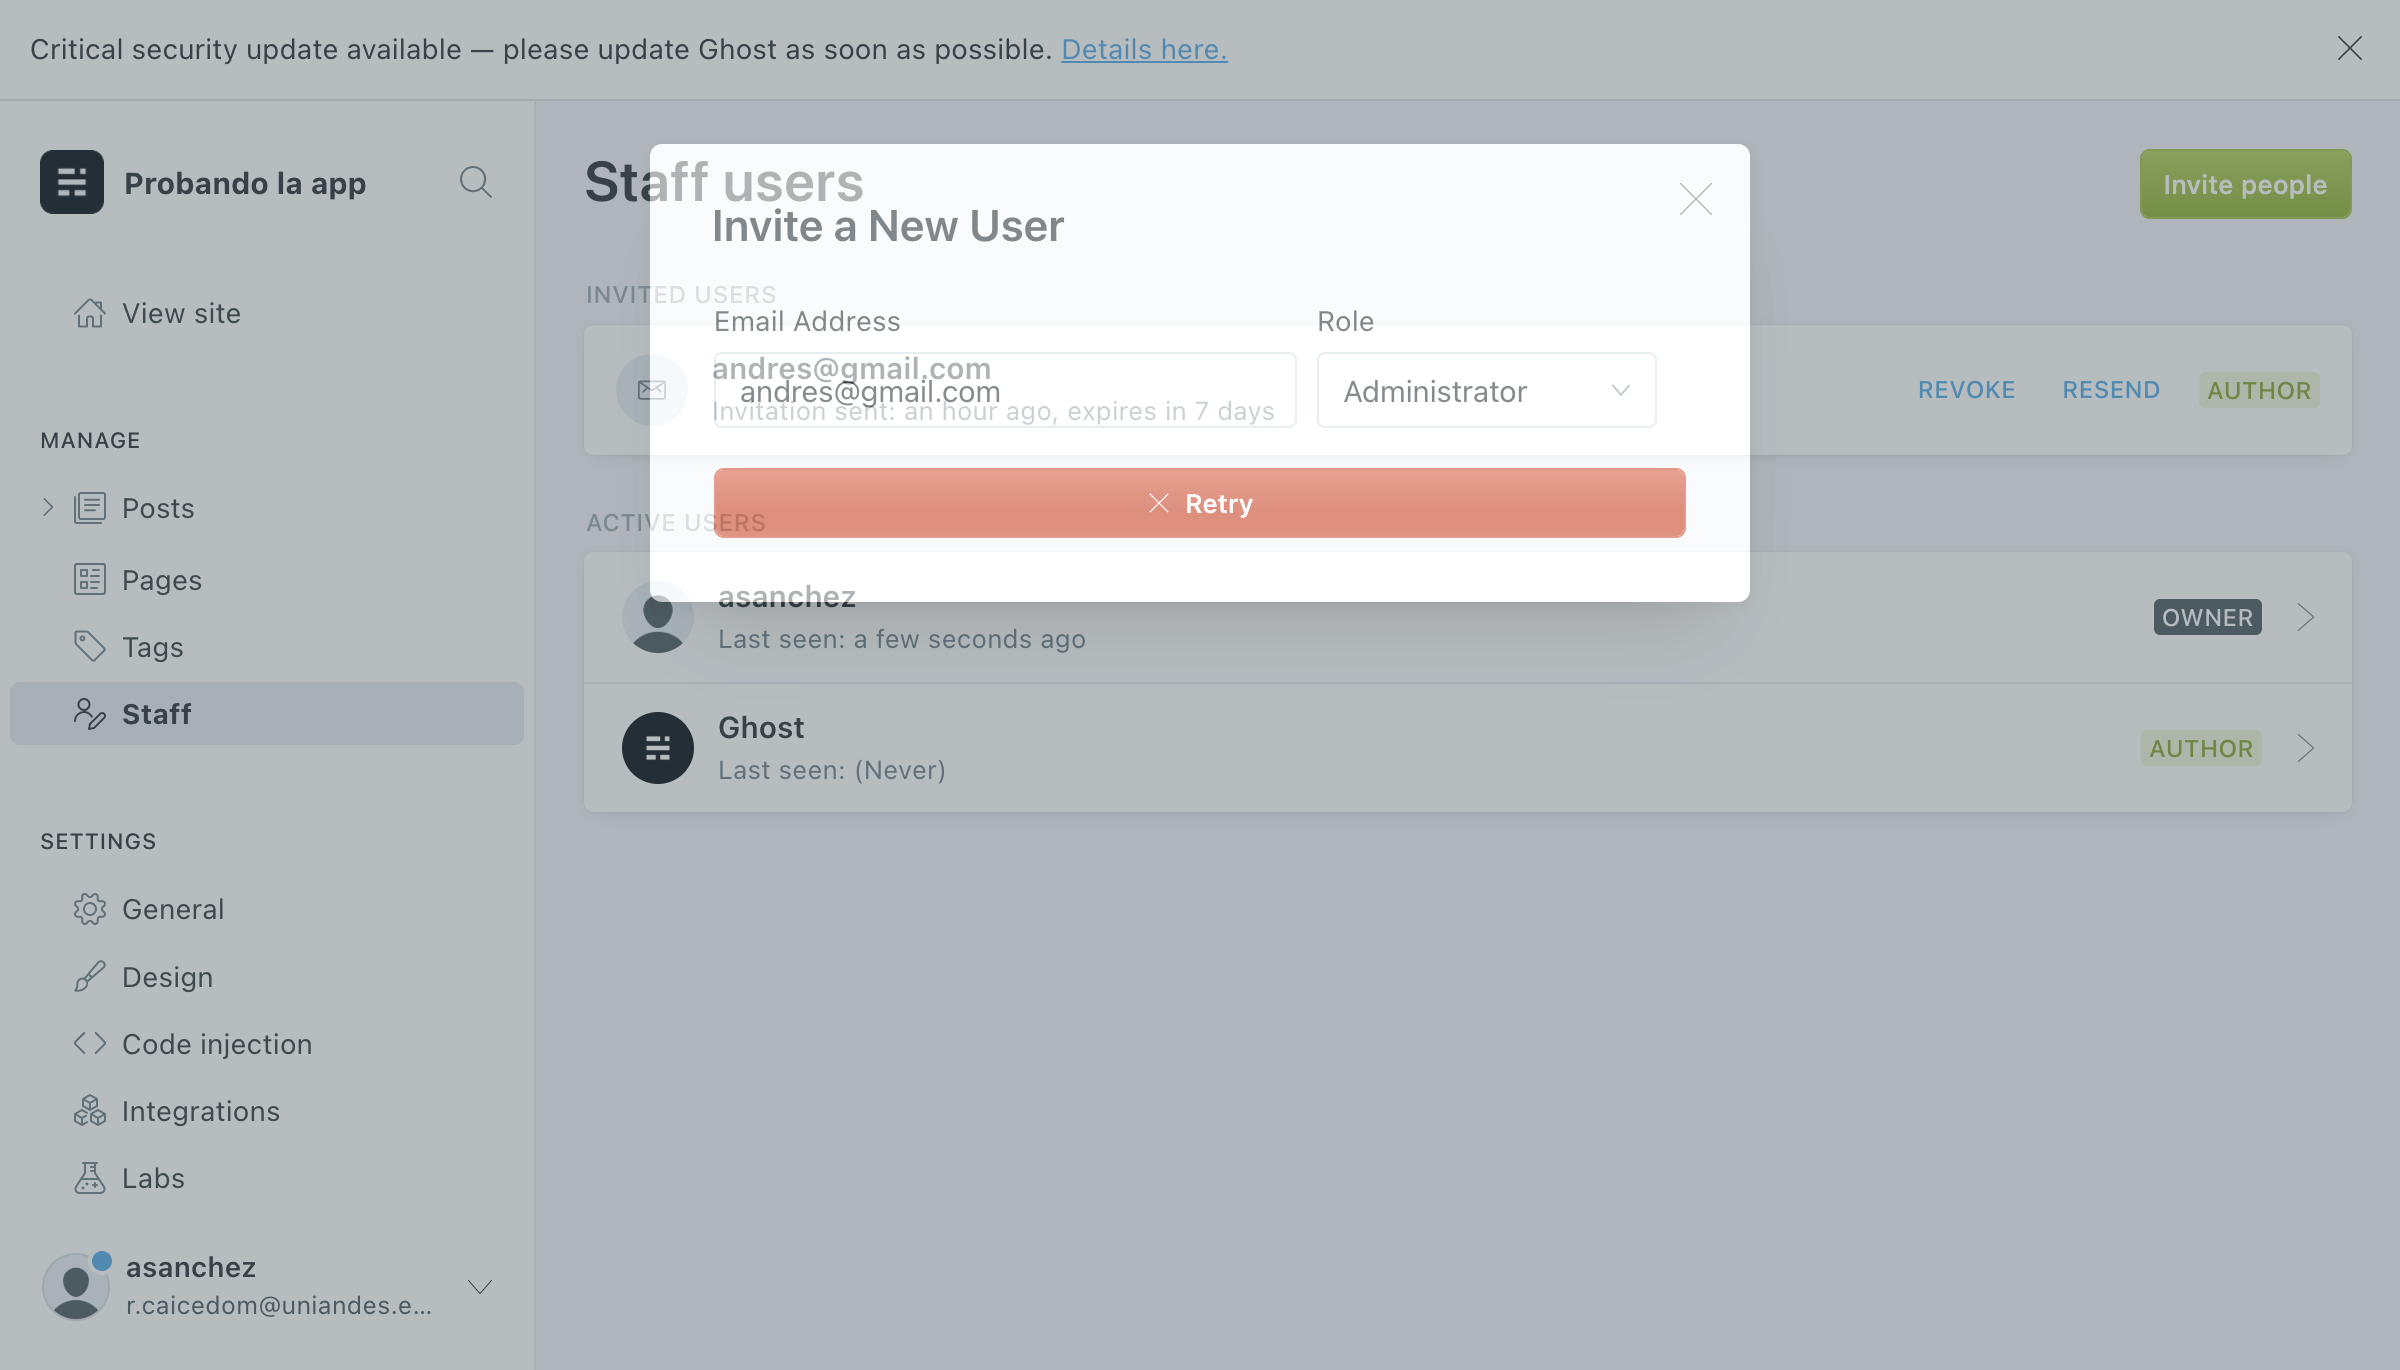 Critical security update available — please update Ghost as soon as possible. Details here.
Probando la app
View site
MANAGE
Posts
Pages
Tags
Staff
SETTINGS
General
Design
Code injection
Integrations
Labs
asanchez
r.caicedom@uniandes.e...
Staff users
Invite people
Invite a New User
INVITED USERS
Email Address
Role
andres@gmail.com
andres@gmail.com
Administrator
Invitation sent: an hour ago, expires in 7 days
REVOKE
RESEND
AUTHOR
Retry
ACTIVE USERS
asanchez
Last seen: a few seconds ago
OWNER
Ghost
Last seen: (Never)
AUTHOR